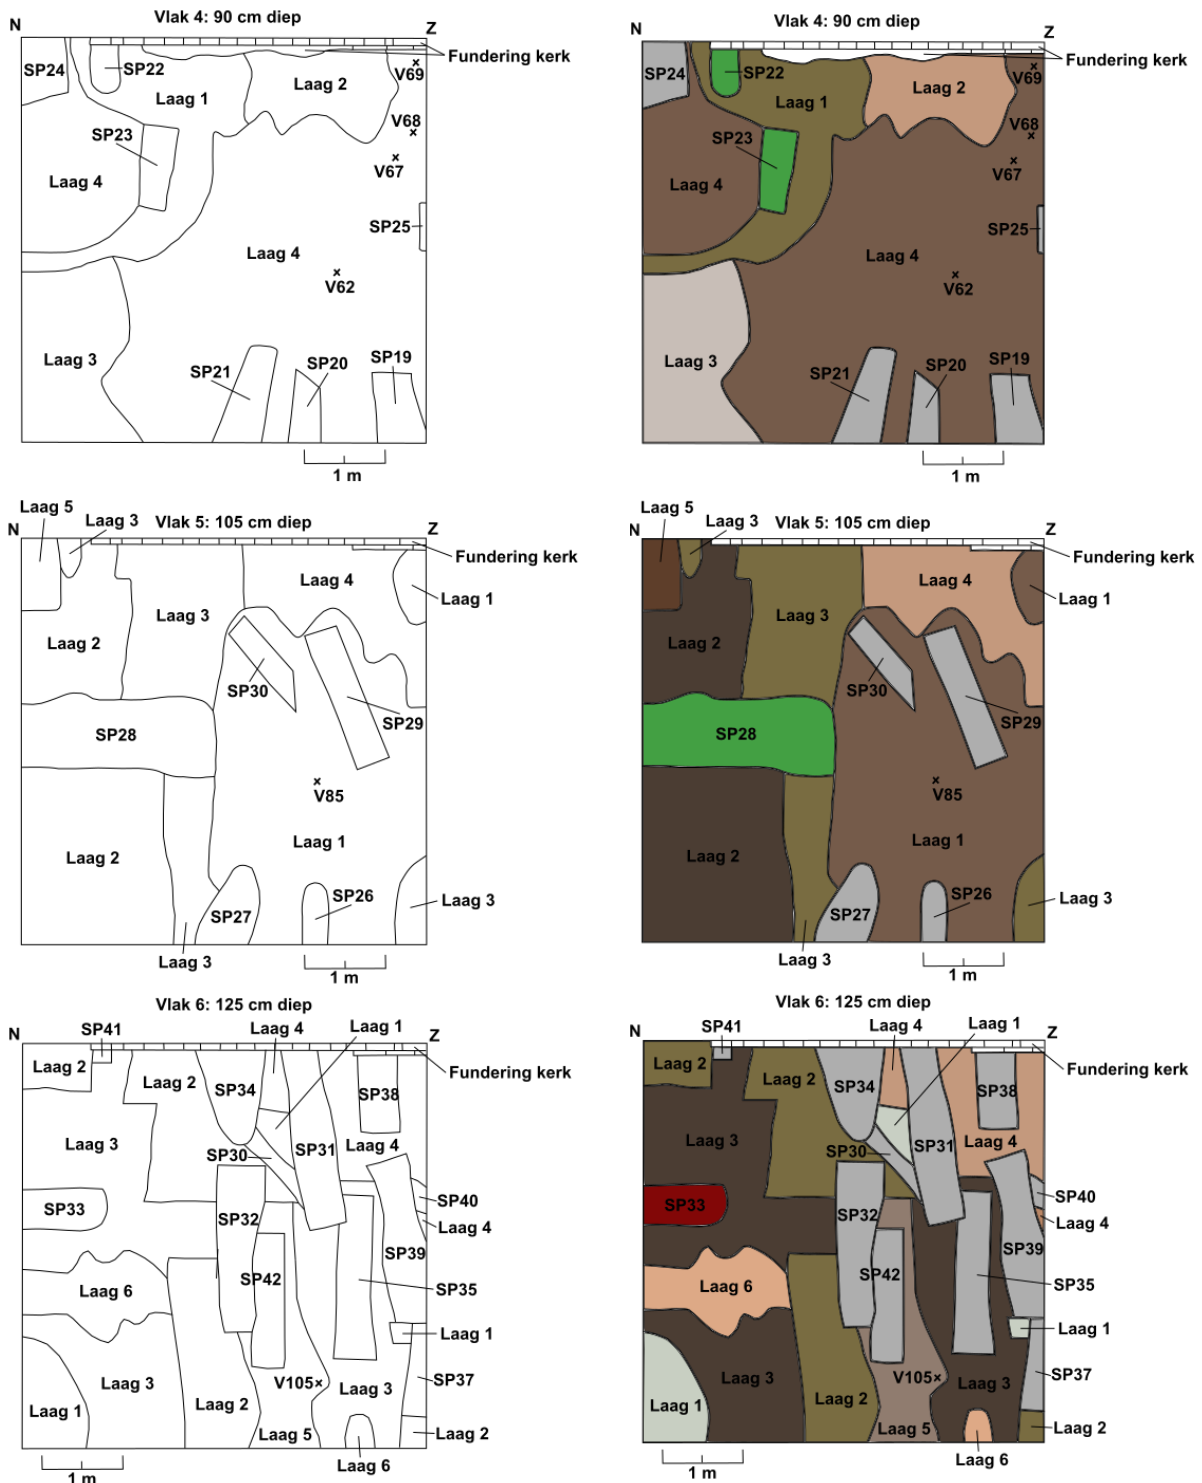 Vlak 4: 90 cm diep
N
Z
Fundering kerk
SP24
SP22
V69
Laag 1
Laag 2
V68
SP23
V67
Laag 4
SP25
Laag 4
V62
Laag 3
SP21
SP20
SP19
1 m
Vlak 4: 90 cm diep
N
Z
Fundering kerk
SP24
SP22
V69
Laag 1
Laag 2
V68
SP23
V67
Laag 4
SP25
Laag 4
V62
Laag 3
SP21
SP20
SP19
1 m
Laag 5
Laag 3
Vlak 5: 105 cm diep
N
Z
Fundering kerk
Laag 4
Laag 1
Laag 3
Laag 2
SP30
SP29
SP28
V85
Laag 1
Laag 2
SP26
Laag 3
SP27
Laag 3
1 m
Laag 5
Laag 3
Vlak 5: 105 cm diep
N
Z
Fundering kerk
Laag 4
Laag 1
Laag 3
Laag 2
SP30
SP29
SP28
V85
Laag 1
Laag 2
SP26
Laag 3
SP27
Laag 3
1 m
Vlak 6: 125 cm diep
N
SP41
Laag 4
Laag 1
Z
Laag 2
Fundering kerk
Laag 2
SP34
SP38
Laag 3
SP31
Laag 4
SP30
SP33
SP32
SP40
Laag 4
SP39
SP42
Laag 6
SP35
Laag 1
Laag 3
V105
Laag 3
SP37
Laag 1
Laag 2
Laag 5
Laag 2
Laag 6
1 m
Vlak 6: 125 cm diep
N
SP41
Laag 4
Laag 1
Z
Laag 2
Fundering kerk
Laag 2
SP34
SP38
Laag 3
SP31
Laag 4
SP30
SP33
SP32
SP40
Laag 4
SP39
SP42
Laag 6
SP35
Laag 1
Laag 3
V105
Laag 3
SP37
Laag 1
Laag 2
Laag 5
Laag 2
Laag 6
1 m